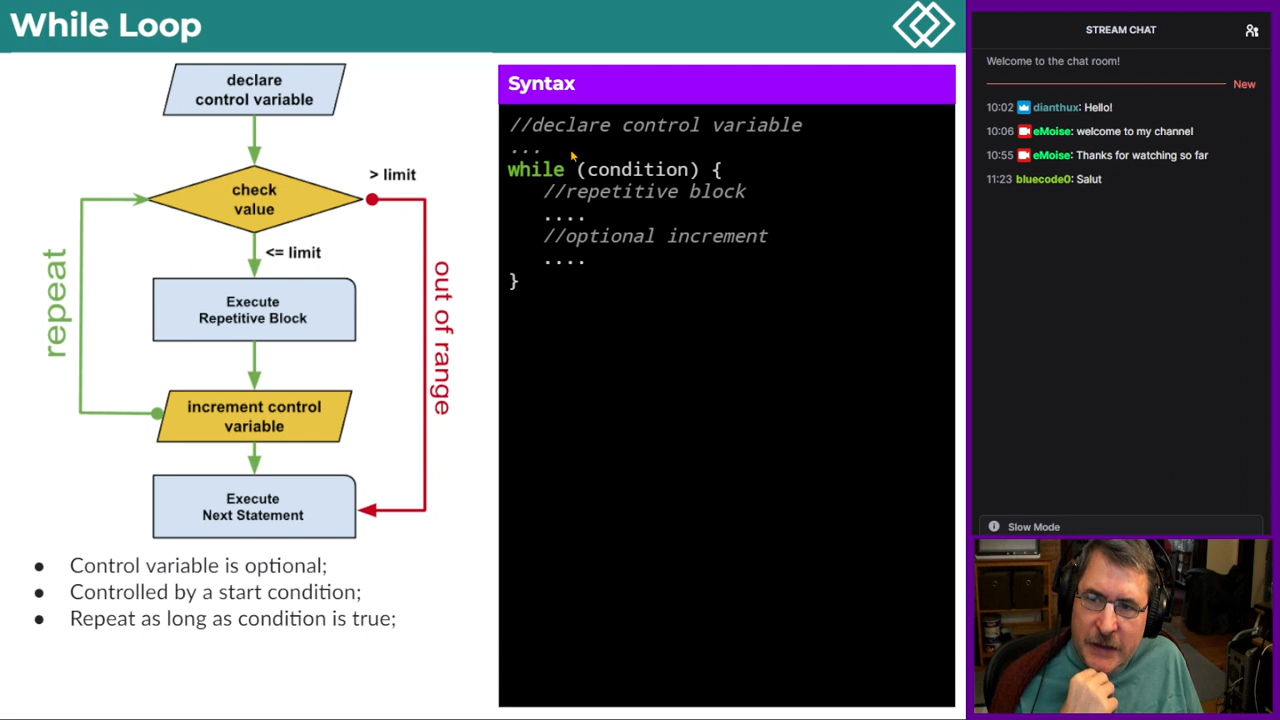 While Loop
declare
control variable
check
value
> limit
<= limit
repeat
out of range
Execute
Repetitive Block
increment control
variable
Execute
Next Statement
● Control variable is optional;
● Controlled by a start condition;
● Repeat as long as condition is true;
Syntax
//declare control variable
...
while (condition) {
//repetitive block
....
//optional increment
....
}
STREAM CHAT
Welcome to the chat room!
New
10:02 dianthux: Hello!
10:06 eMoise: welcome to my channel
10:55 eMoise: Thanks for watching so far
11:23 bluecode0: Salut
Slow Mode